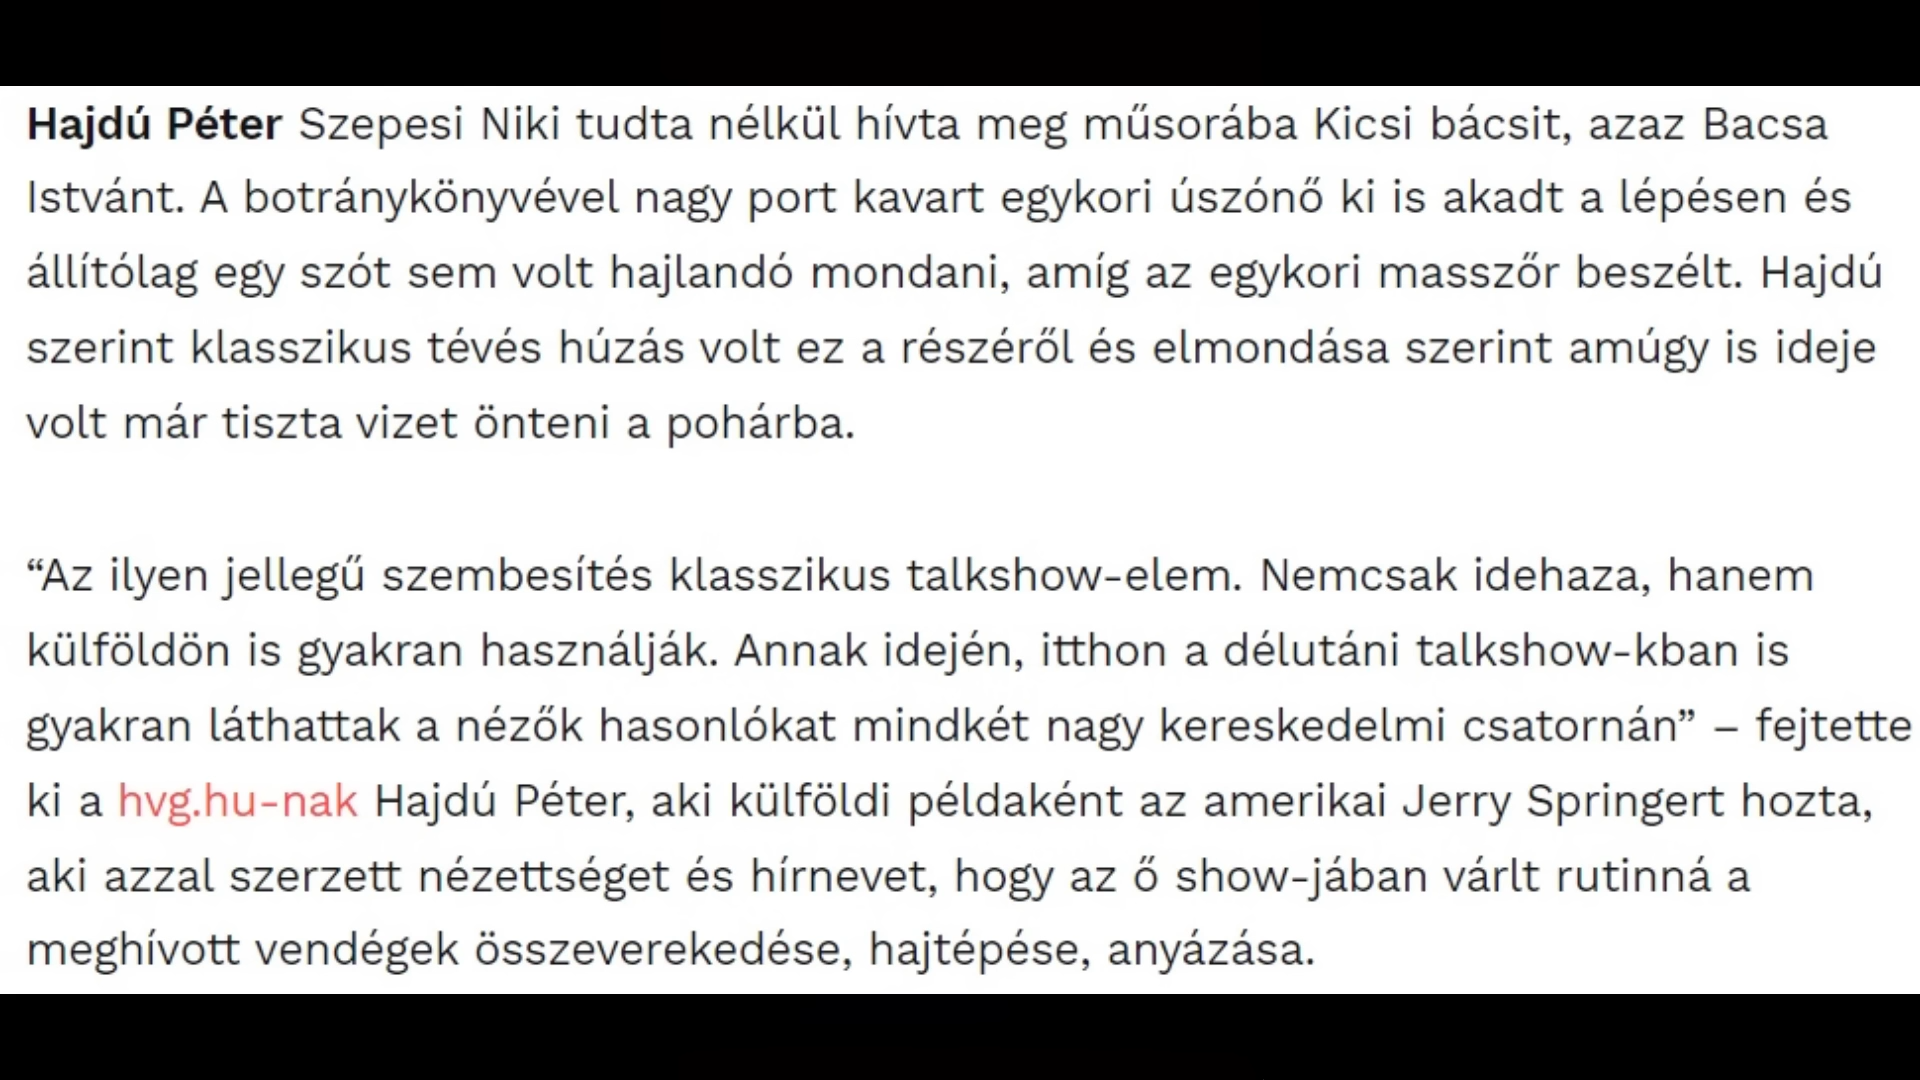 Hajdú Péter Szepesi Niki tudta nélkül hívta meg műsorába Kicsi bácsit, azaz Bacsa
Istvánt. A botránykönyvével nagy port kavart egykori úszónő ki is akadt a lépésen és
állítólag egy szót sem volt hajlandó mondani, amíg az egykori masszőr beszélt. Hajdú
szerint klasszikus tévés húzás volt ez a részéről és elmondása szerint amúgy is ideje
volt már tiszta vizet önteni a pohárba.
“Az ilyen jellegű szembesítés klasszikus talkshow-elem. Nemcsak idehaza, hanem
külföldön is gyakran használják. Annak idején, itthon a délutáni talkshow-kban is
gyakran láthattak a nézők hasonlókat mindkét nagy kereskedelmi csatornán” – fejtette
ki a hvg.hu-nak Hajdú Péter, aki külföldi példaként az amerikai Jerry Springert hozta,
aki azzal szerzett nézettséget és hírnevet, hogy az ő show-jában várlt rutinná a
meghívott vendégek összeverekedése, hajtépése, anyázása.